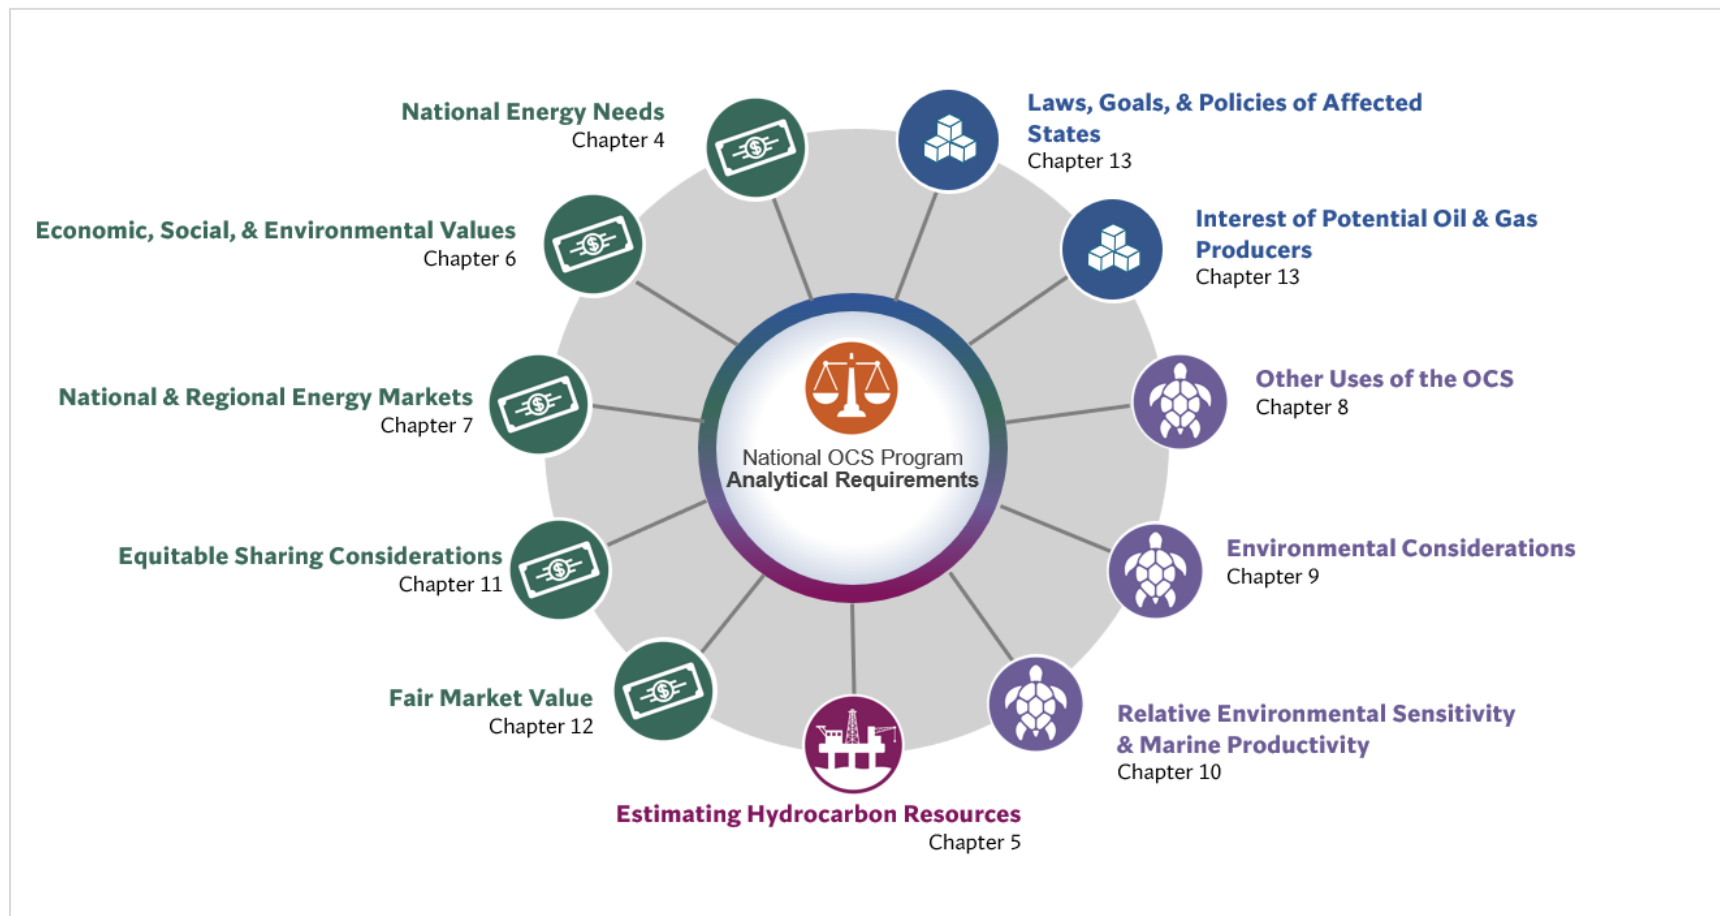 National Energy Needs
Chapter 4
Laws, Goals, & Policies of Affected
States
Chapter 13
Economic, Social, & Environmental Values
Chapter 6
Interest of Potential Oil & Gas
Producers
Chapter 13
National & Regional Energy Markets
Chapter 7
Other Uses of the OCS
Chapter 8
National OCS Program
Analytical Requirements
Equitable Sharing Considerations
Chapter 11
Environmental Considerations
Chapter 9
Fair Market Value
Chapter 12
Relative Environmental Sensitivity
& Marine Productivity
Chapter 10
Estimating Hydrocarbon Resources
Chapter 5